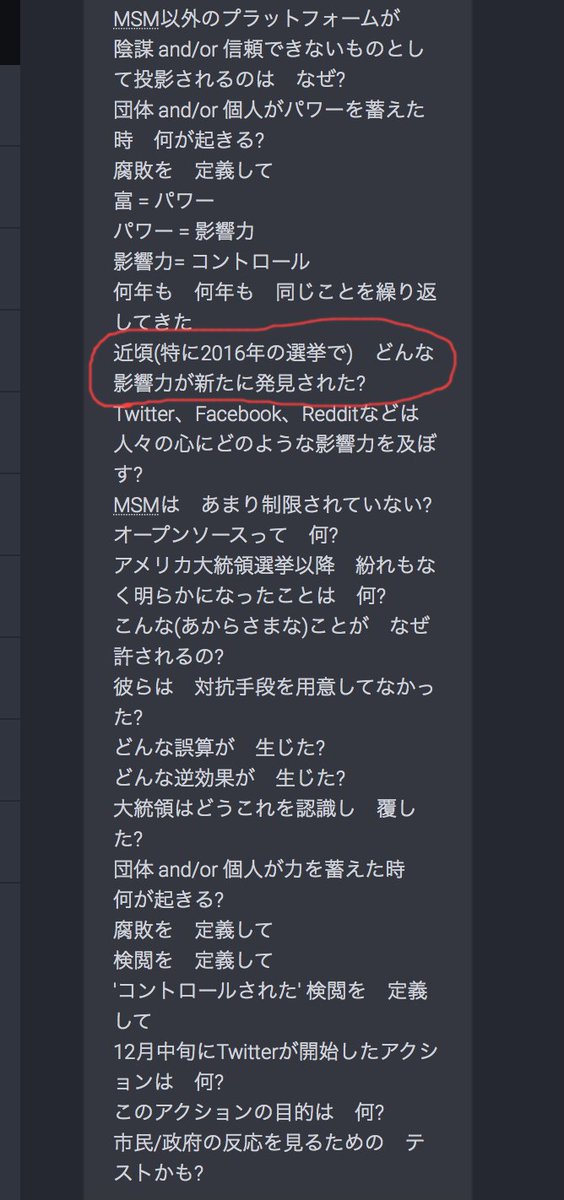 MSM以外のプラットフォームが
陰謀 and/or 信頼できないものとし
て投影されるのは　なぜ?
団体 and/or 個人がパワーを蓄えた
時　何が起きる?
腐敗を　定義して
富 = パワー
パワー = 影響力
影響力= コントロール
何年も　何年も　同じことを繰り返
してきた
近頃(特に2016年の選挙で)　どんな
影響力が新たに発見された?
Twitter、Facebook、Redditなどは
人々の心にどのような影響力を及ぼ
す?
MSMは　あまり制限されていない?
オープンソースって　何?
アメリカ大統領選挙以降　紛れもな
く明らかになったことは　何?
こんな(あからさまな)ことが　なぜ
許されるの?
彼らは　対抗手段を用意してなかっ
た?
どんな誤算が　生じた?
どんな逆効果が　生じた?
大統領はどうこれを認識し　覆し
た?
団体 and/or 個人が力を蓄えた時
何が起きる?
腐敗を　定義して
検閲を　定義して
'コントロールされた' 検閲を　定義
して
12月中旬にTwitterが開始したアクシ
ョンは　何?
このアクションの目的は　何?
市民/政府の反応を見るための　テ
ストかも?